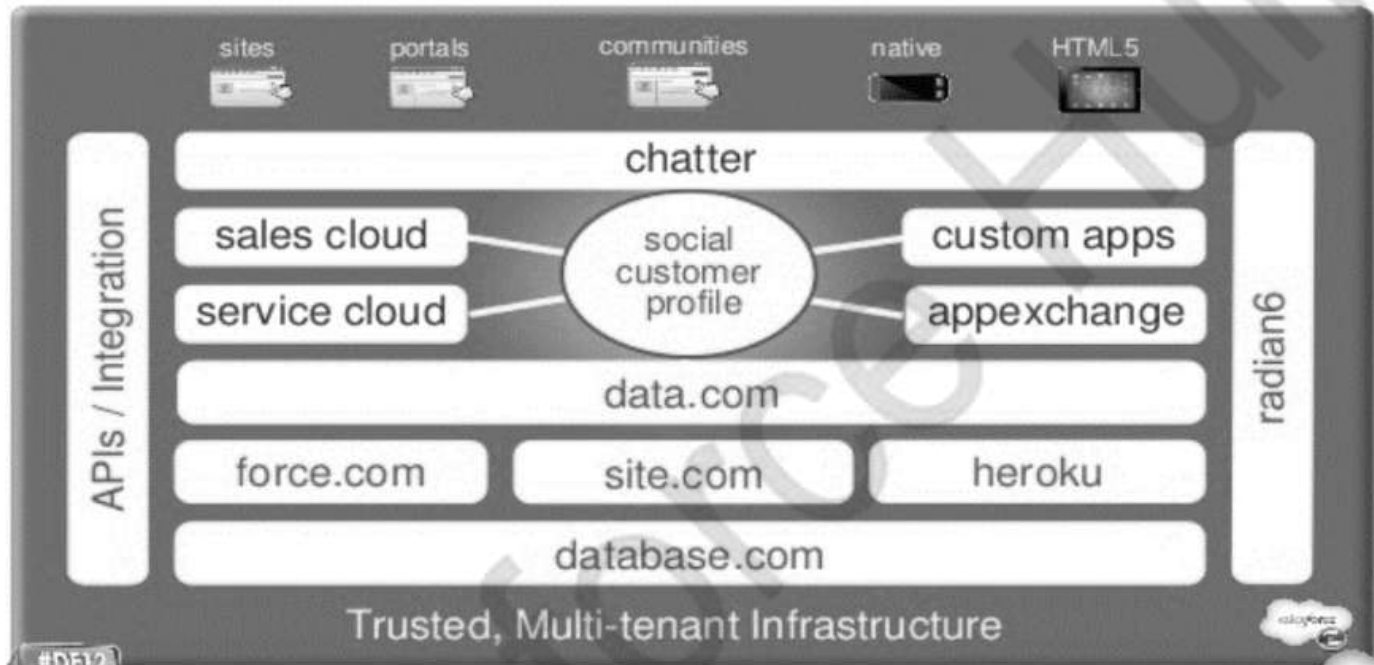 sites portals communities native HTML5
chatter
sales cloud
social
customer
profile
custom apps
service cloud
appexchange
data.com
force.com site.com heroku
database.com
APIs / Integration
radian6
Trusted, Multi-tenant Infrastructure
salesforce
#DF12